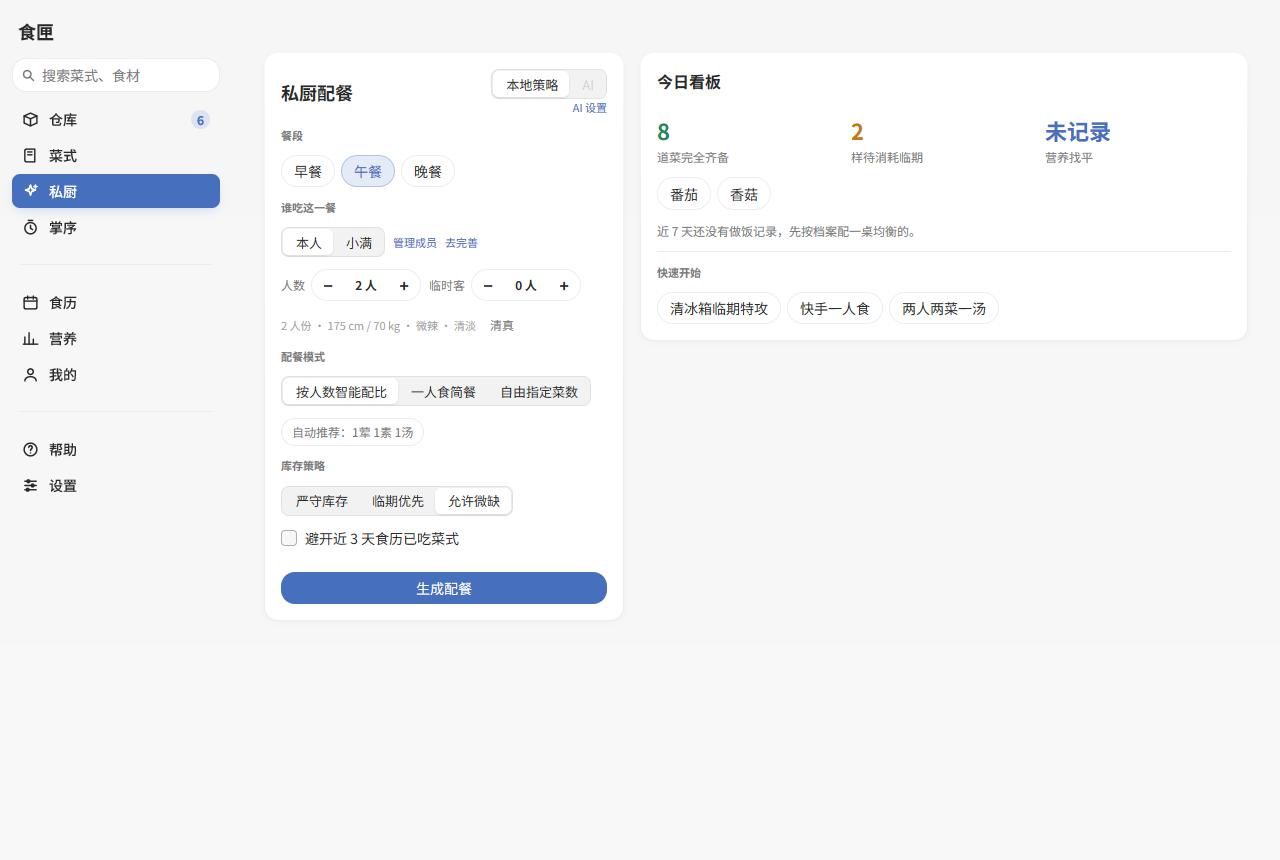 食匣
搜索菜式、食材
仓库 6
菜式
私厨
掌序
食历
营养
我的
帮助
设置
私厨配餐
本地策略 AI
AI 设置
餐段
早餐 午餐 晚餐
谁吃这一餐
本人 小满 管理成员 去完善
人数 − 2 人 + 临时客 − 0 人 +
2 人份 · 175 cm / 70 kg · 微辣 · 清淡 清真
配餐模式
按人数智能配比 一人食简餐 自由指定菜数
自动推荐：1荤 1素 1汤
库存策略
严守库存 临期优先 允许微缺
避开近 3 天食历已吃菜式
生成配餐
今日看板
8 2 未记录
道菜完全齐备 样待消耗临期 营养找平
番茄 香菇
近 7 天还没有做饭记录，先按档案配一桌均衡的。
快速开始
清冰箱临期特攻 快手一人食 两人两菜一汤